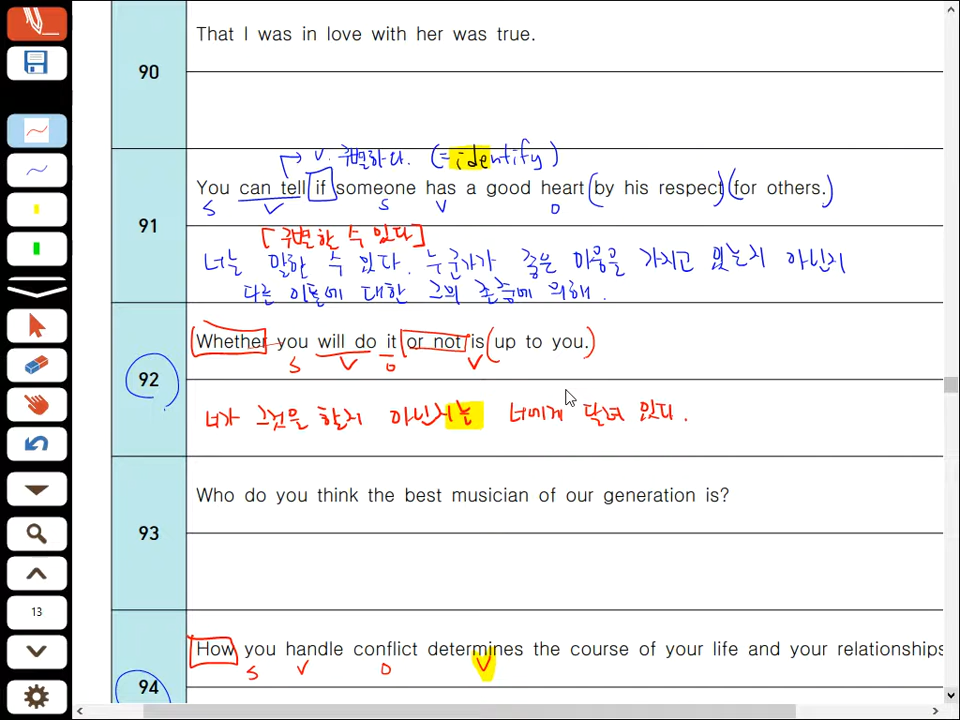 That I was in love with her was true.
90
v. 구별하다. (=identify)
You can tell if someone has a good heart (by his respect) (for others.)
S V S V O
91
[구별할 수 있다]
너는 말할 수 있다. 누군가가 좋은 마음을 가지고 있는지 아닌지
다른 이들에 대한 그의 존중에 의해.
Whether you will do it or not is (up to you.)
S V O V
92
너가 그것을 할지 아닌지는 너에게 달려 있다.
Who do you think the best musician of our generation is?
93
13
How you handle conflict determines the course of your life and your relationships
S V O V
94